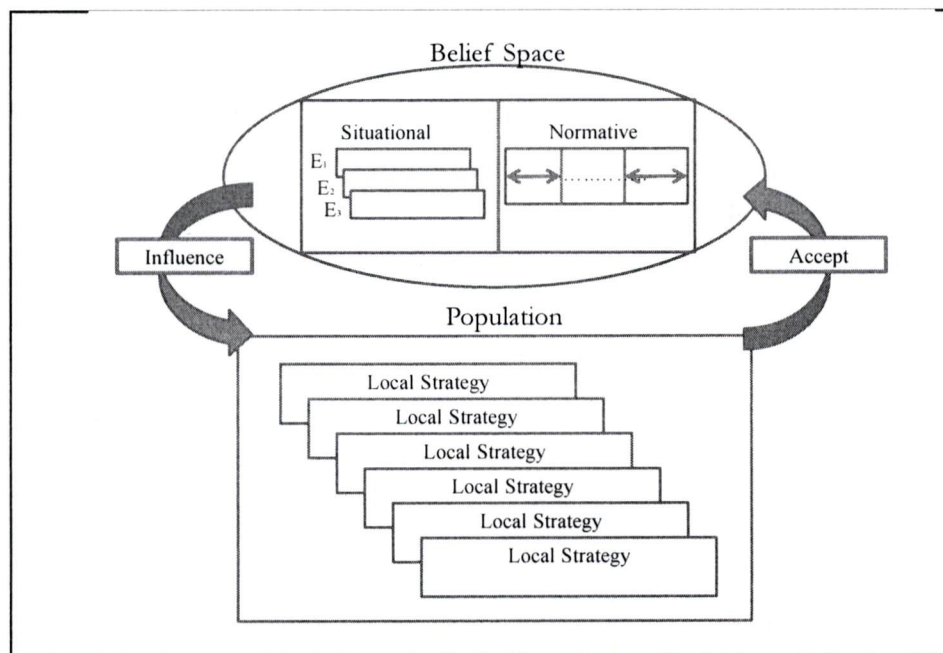 Belief Space
Situational
Normative
E₁
E₂
E₃
..............
Influence
Accept
Population
Local Strategy
Local Strategy
Local Strategy
Local Strategy
Local Strategy
Local Strategy